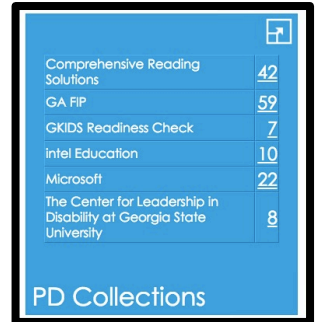 Comprehensive Reading
Solutions 42
GA FIP 59
GKIDS Readiness Check 7
intel Education 10
Microsoft 22
The Center for Leadership in
Disability at Georgia State 8
University
PD Collections